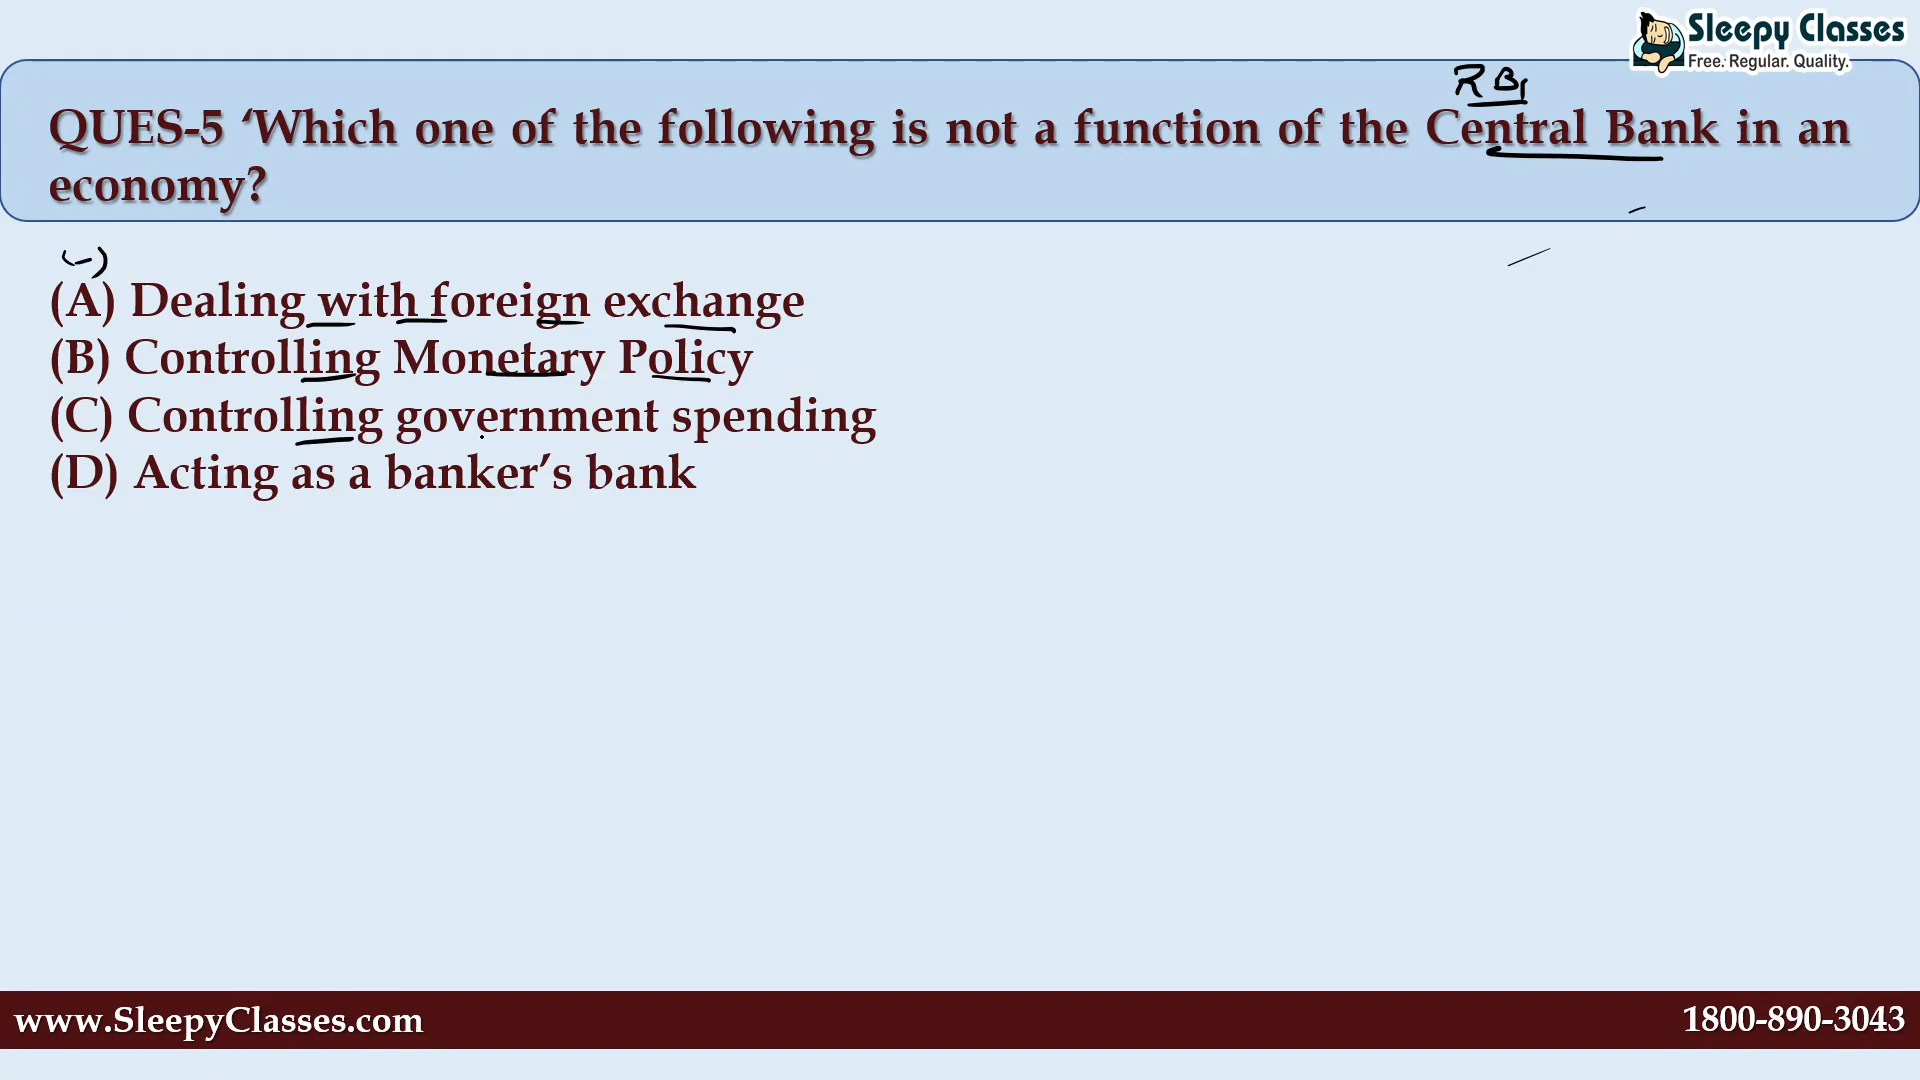 Sleepy Classes
Free. Regular. Quality.
RBI
QUES-5 ‘Which one of the following is not a function of the Central Bank in an
economy?
(A) Dealing with foreign exchange
(B) Controlling Monetary Policy
(C) Controlling government spending
(D) Acting as a banker’s bank
www.SleepyClasses.com
1800-890-3043